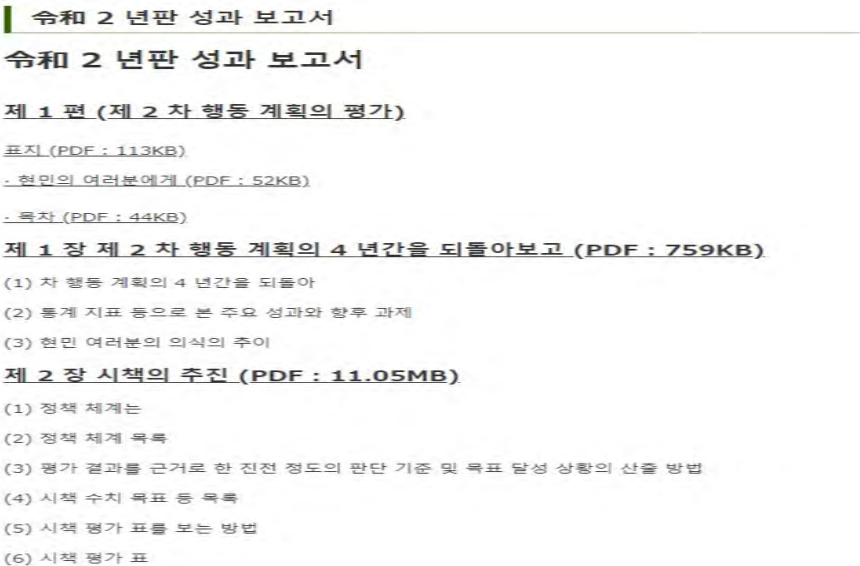 令和 2 년판 성과 보고서
令和 2 년판 성과 보고서
제 1 편 (제 2 차 행동 계획의 평가)
표지 (PDF : 113KB)
· 현민의 여러분에게 (PDF : 52KB)
· 목차 (PDF : 44KB)
제 1 장 제 2 차 행동 계획의 4 년간을 되돌아보고 (PDF : 759KB)
(1) 차 행동 계획의 4 년간을 되돌아
(2) 통계 지표 등으로 본 주요 성과와 향후 과제
(3) 현민 여러분의 의식의 추이
제 2 장 시책의 추진 (PDF : 11.05MB)
(1) 정책 체계는
(2) 정책 체계 목록
(3) 평가 결과를 근거로 한 진전 정도의 판단 기준 및 목표 달성 상황의 산출 방법
(4) 시책 수치 목표 등 목록
(5) 시책 평가 표를 보는 방법
(6) 시책 평가 표